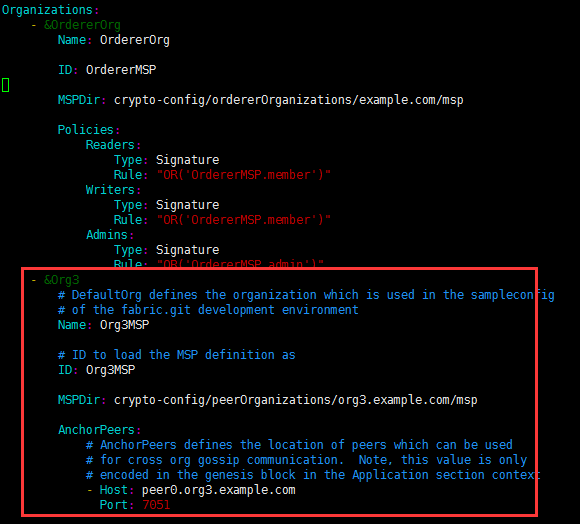 Organizations:
- &OrdererOrg
Name: OrdererOrg
ID: OrdererMSP
MSPDir: crypto-config/ordererOrganizations/example.com/msp
Policies:
Readers:
Type: Signature
Rule: "OR('OrdererMSP.member')"
Writers:
Type: Signature
Rule: "OR('OrdererMSP.member')"
Admins:
Type: Signature
Rule: "OR('OrdererMSP.admin')"
- &Org3
# DefaultOrg defines the organization which is used in the sampleconfig
# of the fabric.git development environment
Name: Org3MSP
# ID to load the MSP definition as
ID: Org3MSP
MSPDir: crypto-config/peerOrganizations/org3.example.com/msp
AnchorPeers:
# AnchorPeers defines the location of peers which can be used
# for cross org gossip communication.  Note, this value is only
# encoded in the genesis block in the Application section context
- Host: peer0.org3.example.com
Port: 7051